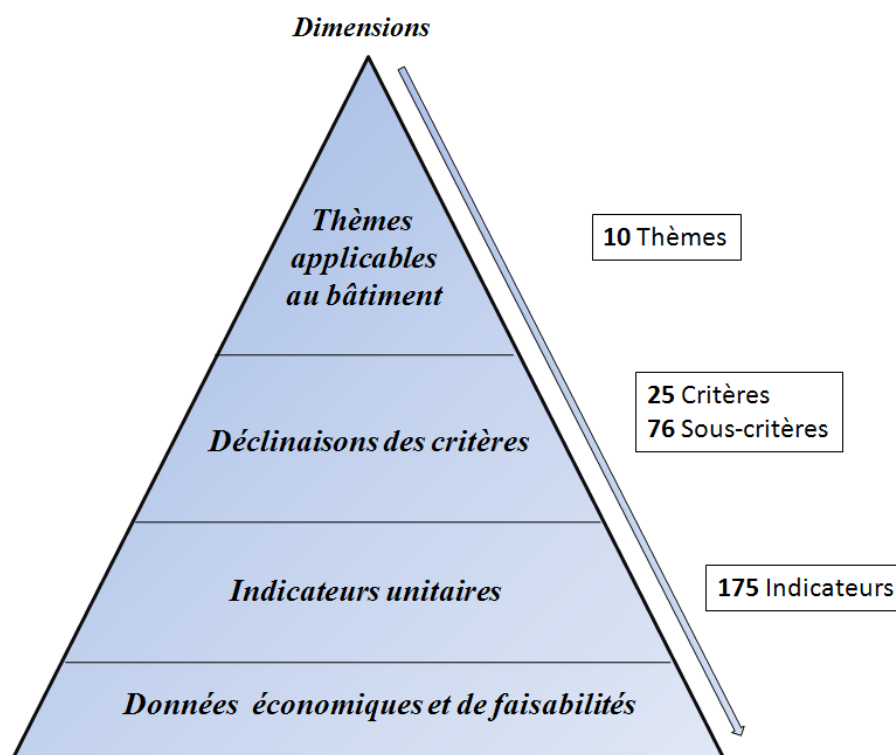 Dimensions
Thèmes
applicables
au bâtiment
10 Thèmes
Déclinaisons des critères
25 Critères
76 Sous-critères
Indicateurs unitaires
175 Indicateurs
Données économiques et de faisabilités